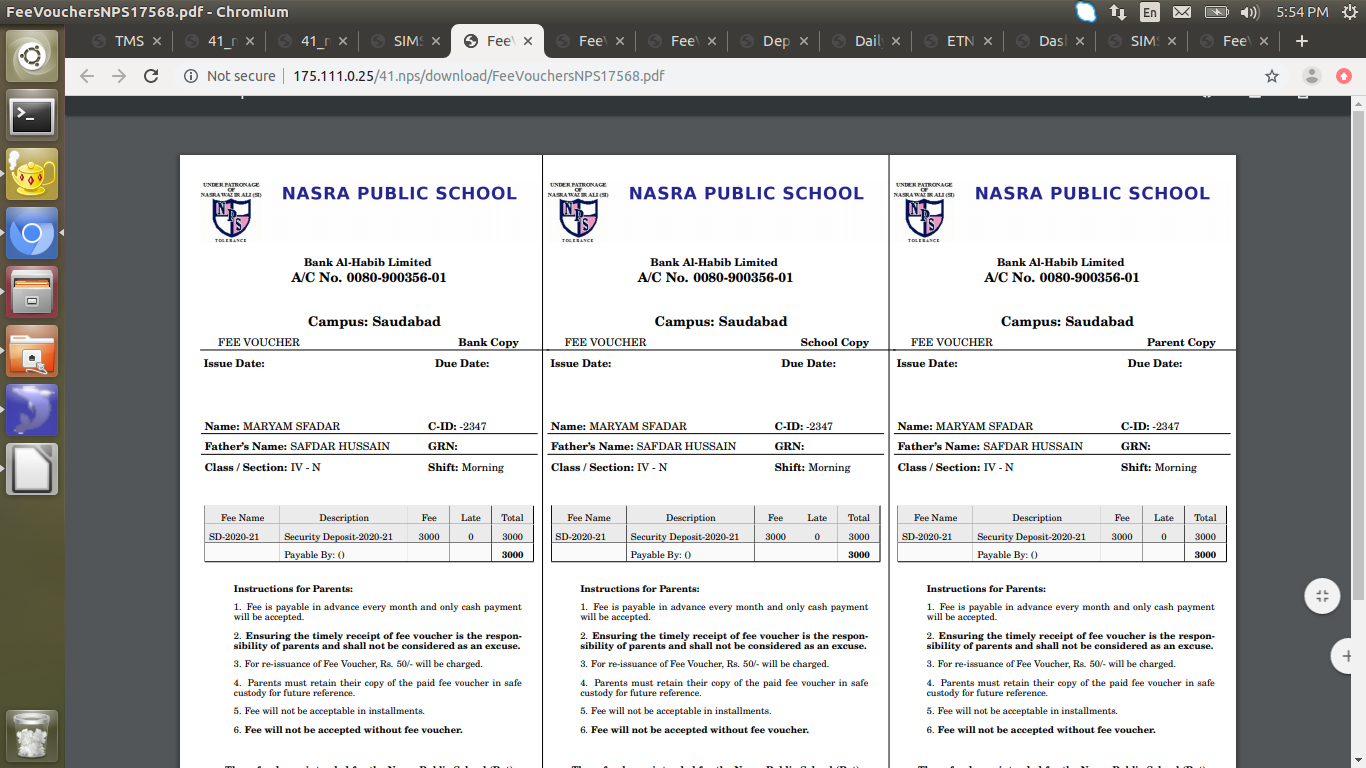 FeeVouchersNPS17568.pdf - Chromium
En
5:54 PM
TMS
41_r
41_r
SIMS
Fee
Fee
Fee
Dep
Daily
ETN
Das
SIM
Fee
Not secure 175.111.0.25/41.nps/download/FeeVouchersNPS17568.pdf
UNDER PATRONAGE
OF
NASRA WAZIR ALI (SI)
NPS
TOLERANCE
NASRA PUBLIC SCHOOL
Bank Al-Habib Limited
A/C No. 0080-900356-01
Campus: Saudabad
FEE VOUCHER Bank Copy
Issue Date: Due Date:
Name: MARYAM SFADAR C-ID: -2347
Father's Name: SAFDAR HUSSAIN GRN:
Class / Section: IV - N Shift: Morning
Fee Name Description Fee Late Total
SD-2020-21 Security Deposit-2020-21 3000 0 3000
Payable By: () 3000
Instructions for Parents:
1. Fee is payable in advance every month and only cash payment
will be accepted.
2. Ensuring the timely receipt of fee voucher is the respon-
sibility of parents and shall not be considered as an excuse.
3. For re-issuance of Fee Voucher, Rs. 50/- will be charged.
4. Parents must retain their copy of the paid fee voucher in safe
custody for future reference.
5. Fee will not be acceptable in installments.
6. Fee will not be accepted without fee voucher.
UNDER PATRONAGE
OF
NASRA WAZIR ALI (SI)
NPS
TOLERANCE
NASRA PUBLIC SCHOOL
Bank Al-Habib Limited
A/C No. 0080-900356-01
Campus: Saudabad
FEE VOUCHER School Copy
Issue Date: Due Date:
Name: MARYAM SFADAR C-ID: -2347
Father's Name: SAFDAR HUSSAIN GRN:
Class / Section: IV - N Shift: Morning
Fee Name Description Fee Late Total
SD-2020-21 Security Deposit-2020-21 3000 0 3000
Payable By: () 3000
Instructions for Parents:
1. Fee is payable in advance every month and only cash payment
will be accepted.
2. Ensuring the timely receipt of fee voucher is the respon-
sibility of parents and shall not be considered as an excuse.
3. For re-issuance of Fee Voucher, Rs. 50/- will be charged.
4. Parents must retain their copy of the paid fee voucher in safe
custody for future reference.
5. Fee will not be acceptable in installments.
6. Fee will not be accepted without fee voucher.
UNDER PATRONAGE
OF
NASRA WAZIR ALI (SI)
NPS
TOLERANCE
NASRA PUBLIC SCHOOL
Bank Al-Habib Limited
A/C No. 0080-900356-01
Campus: Saudabad
FEE VOUCHER Parent Copy
Issue Date: Due Date:
Name: MARYAM SFADAR C-ID: -2347
Father's Name: SAFDAR HUSSAIN GRN:
Class / Section: IV - N Shift: Morning
Fee Name Description Fee Late Total
SD-2020-21 Security Deposit-2020-21 3000 0 3000
Payable By: () 3000
Instructions for Parents:
1. Fee is payable in advance every month and only cash payment
will be accepted.
2. Ensuring the timely receipt of fee voucher is the respon-
sibility of parents and shall not be considered as an excuse.
3. For re-issuance of Fee Voucher, Rs. 50/- will be charged.
4. Parents must retain their copy of the paid fee voucher in safe
custody for future reference.
5. Fee will not be acceptable in installments.
6. Fee will not be accepted without fee voucher.